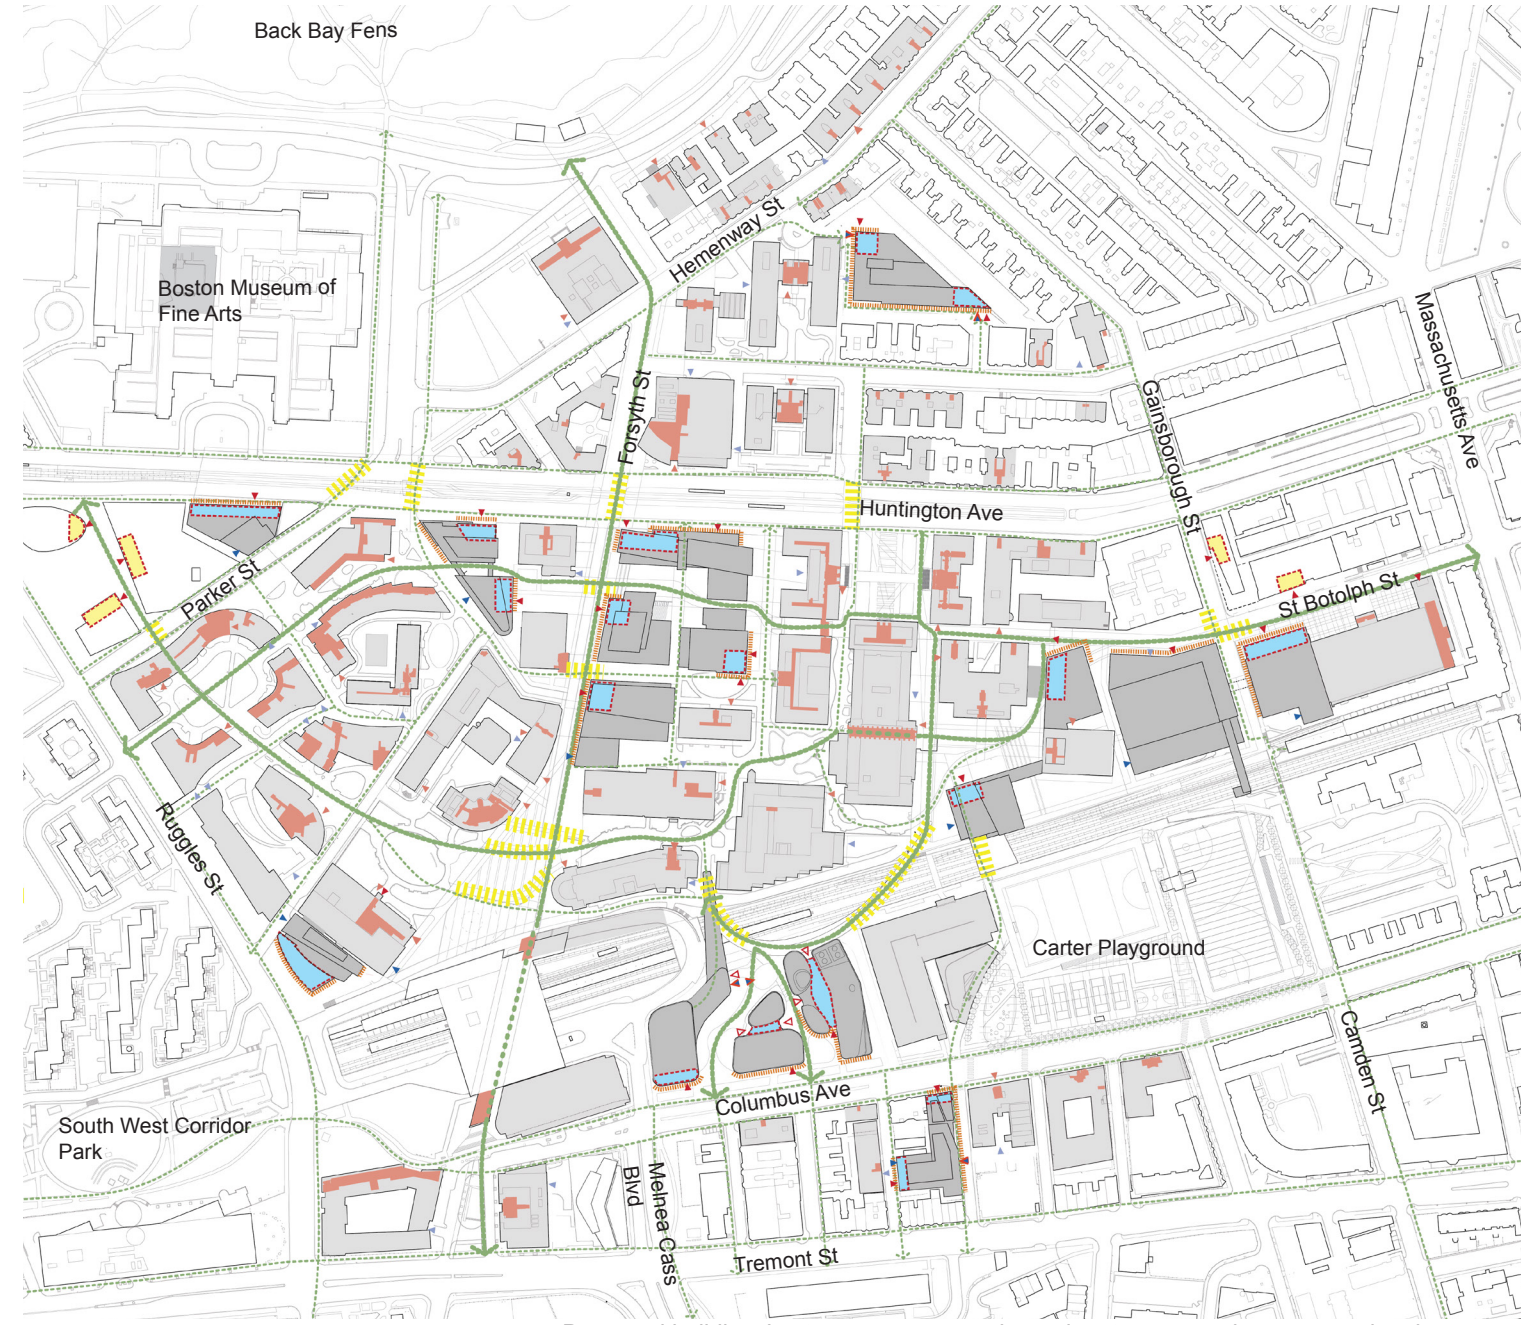 Back Bay Fens
Hemenway St
Boston Museum of
Fine Arts
Massachusetts Ave
Forsyth St
Gainsborough St
Huntington Ave
Parker St
St Botolph St
Ruggles St
Carter Playground
Camden St
Columbus Ave
South West Corridor
Park
Melnea Cass
Blvd
Tremont St